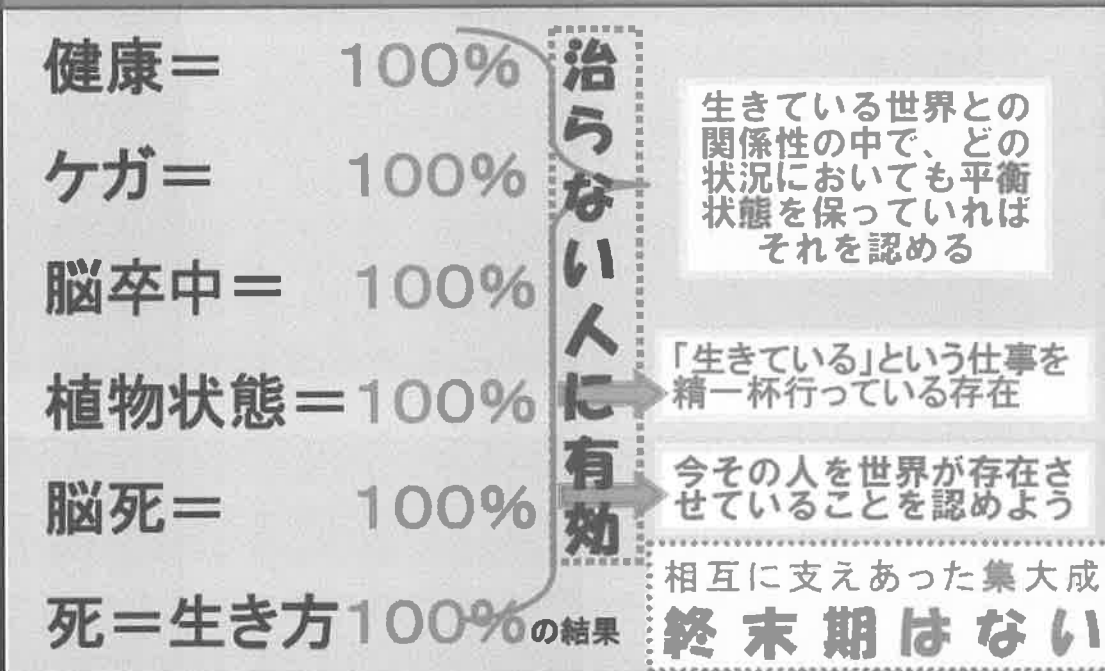 健康＝ 100%
ケガ＝ 100%
脳卒中＝ 100%
植物状態＝100%
脳死＝ 100%
死＝生き方100%の結果
治らない人に有効
生きている世界との
関係性の中で、どの
状況においても平衡
状態を保っていれば
それを認める
「生きている」という仕事を
精一杯行っている存在
今その人を世界が存在さ
せていることを認めよう
相互に支えあった集大成
終末期はない